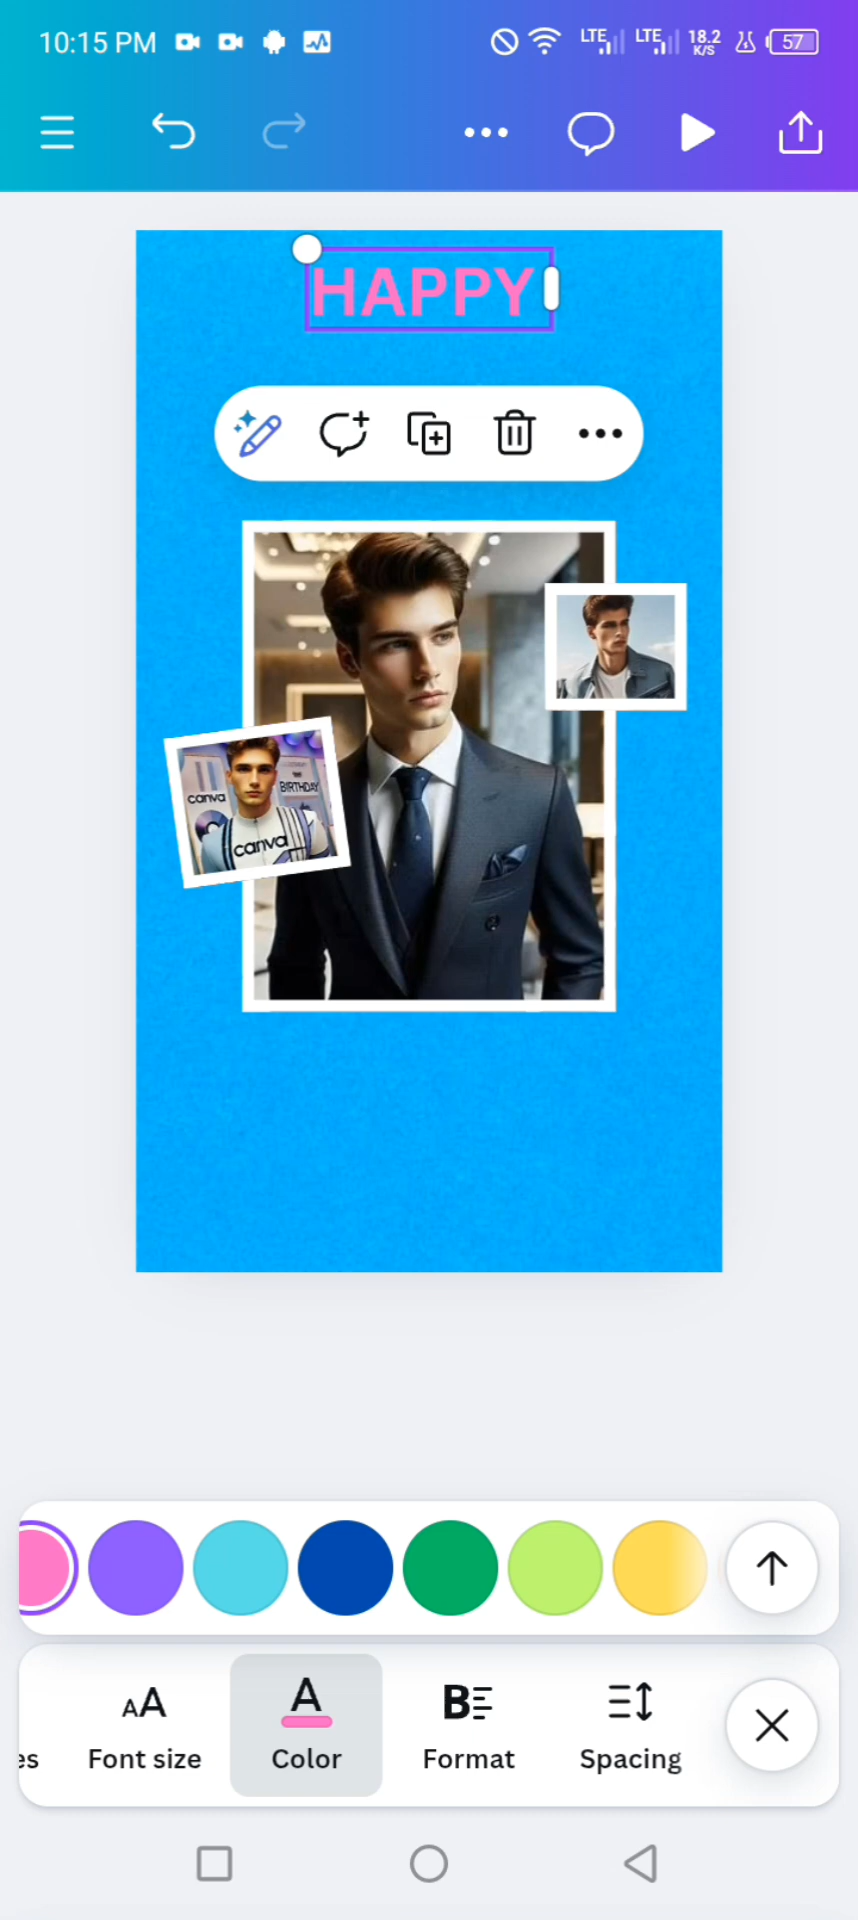 10:15 PM
LTE
LTE
18.2
K/S
57
HAPPY
canva
BIRTHDAY
canva
es
Font size
Color
Format
Spacing